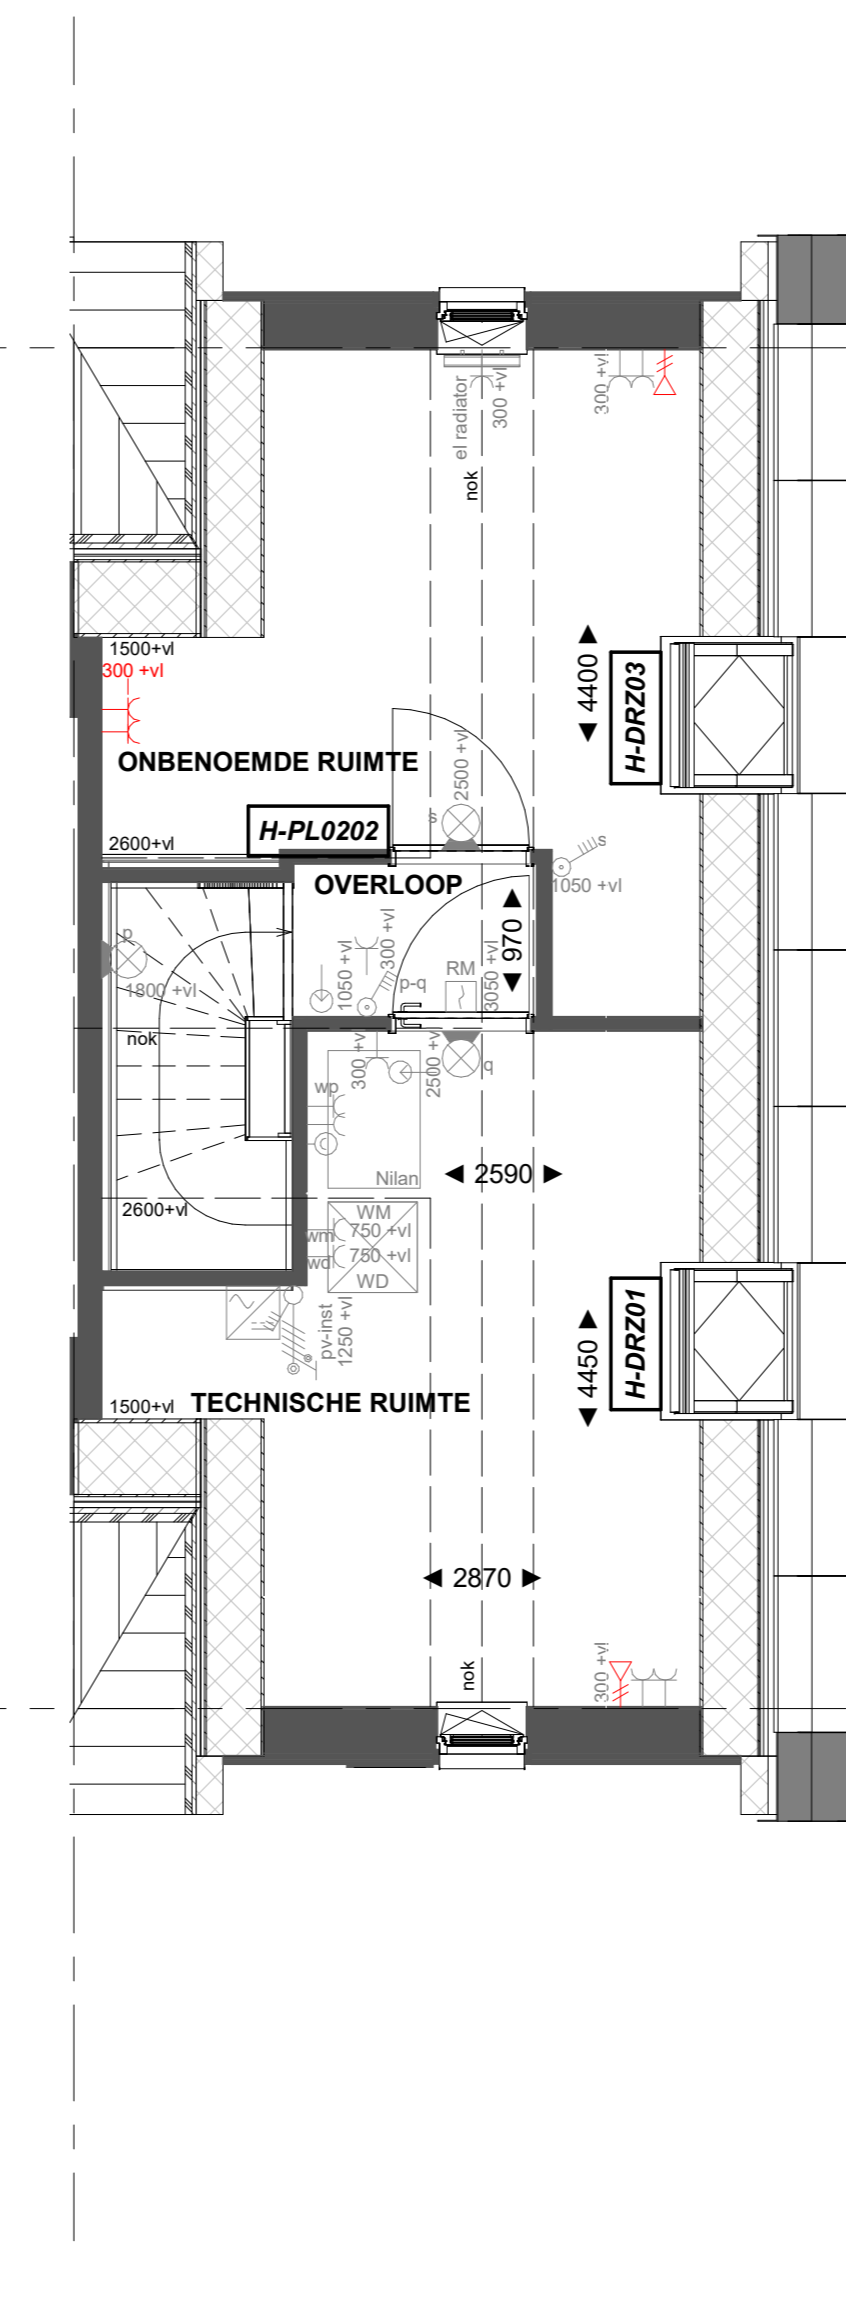 el radiator
300 +vl
300 +vl
nok
1500+vl
300 +vl
4400
H-DRZ03
ONBENOEMDE RUIMTE
2500 +vl
s
H-PL0202
2600+vl
s
1050 +vl
OVERLOOP
970
p
1800 +vl
nok
1050 +vl
300 +vl
p-q
RM
3050 +vl
300 +vl
2500 +vl
q
wp
Nilan
2590
2600+vl
WM
wm
750 +vl
wd
750 +vl
WD
pv-inst
1250 +vl
4450
H-DRZ01
1500+vl
TECHNISCHE RUIMTE
2870
nok
300 +vl